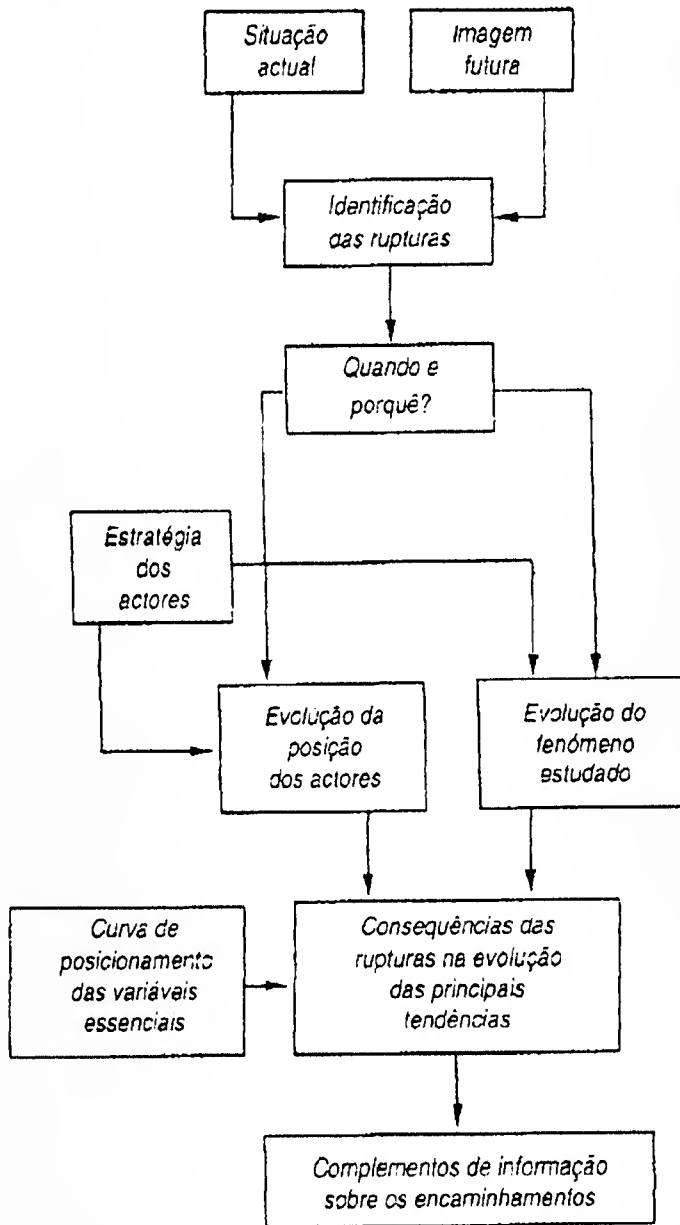 Situação
actual
Imagem
futura
Identificação
das rupturas
Quando e
porquê?
Estratégia
dos
actores
Evolução da
posição
dos actores
Evolução do
fenómeno
estudado
Curva de
posicionamento
das variáveis
essenciais
Consequências das
rupturas na evolução
das principais
tendências
Complementos de informação
sobre os encaminhamentos